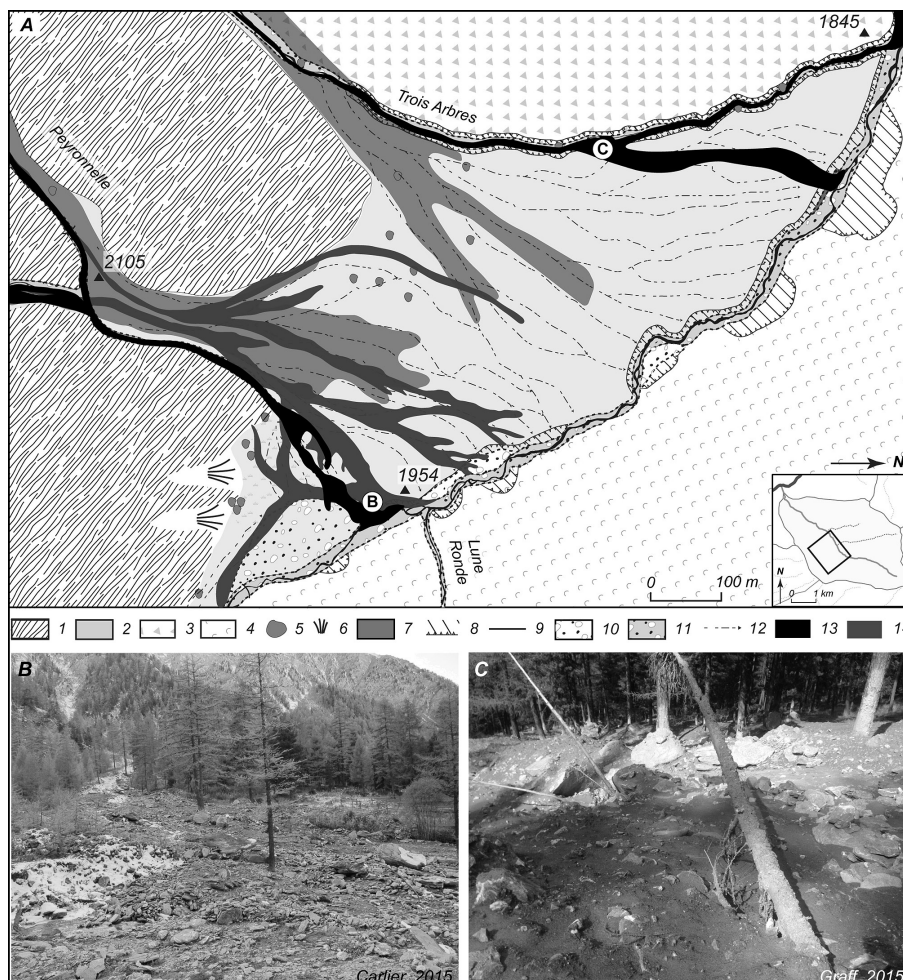 A
1845
Trois Arbres
Peyronnelle
C
2105
1954
B
N
Lune
Ronde
0 100 m
N
0 1 km
1 2 3 4 5 6 7 8 9 10 11 12 13 14
B
Carlier, 2015
C
Graff, 2015